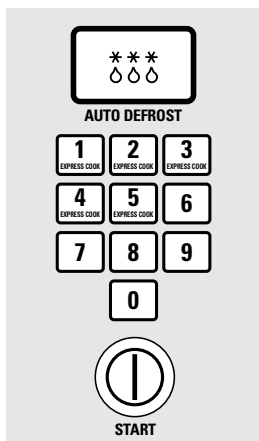 AUTO DEFROST
1 2 3
EXPRESS COOK EXPRESS COOK EXPRESS COOK
4 5 6
EXPRESS COOK EXPRESS COOK
7 8 9
0
START